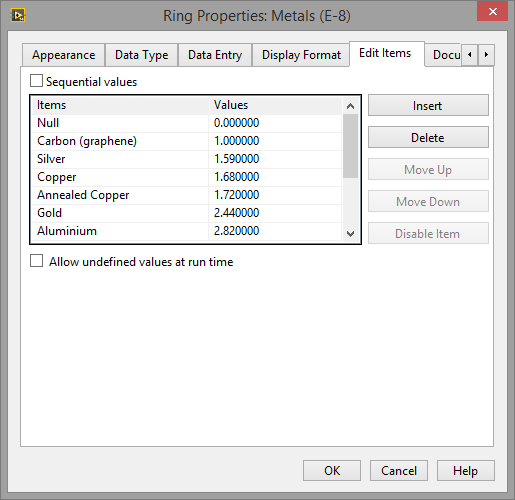 Ring Properties: Metals (E-8)
Appearance Data Type Data Entry Display Format Edit Items Docu
Sequential values
Items Values
Null 0.000000
Carbon (graphene) 1.000000
Silver 1.590000
Copper 1.680000
Annealed Copper 1.720000
Gold 2.440000
Aluminium 2.820000
Insert
Delete
Move Up
Move Down
Disable Item
Allow undefined values at run time
OK Cancel Help